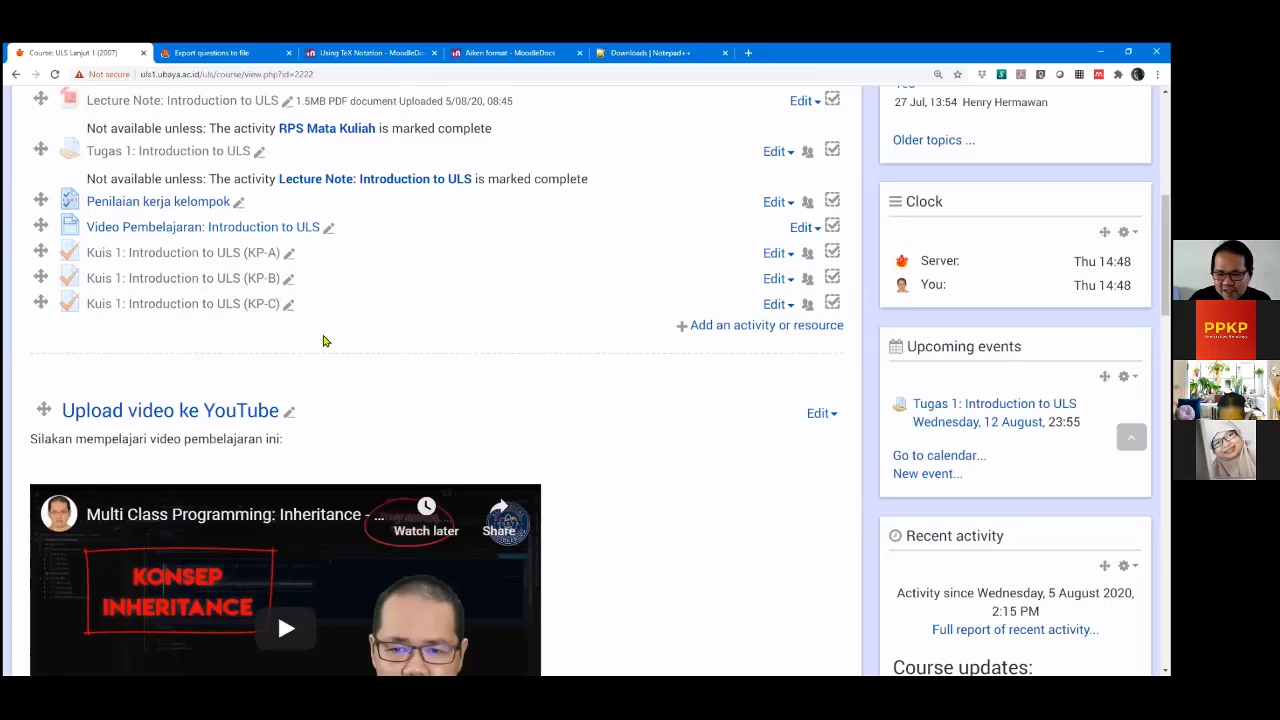 Course: ULS Lanjut 1 (2007)
Export questions to file
Using TeX Notation - MoodleDo
Aiken format - MoodleDocs
Downloads | Notepad++
Not secure
uls1.ubaya.ac.id/uls/course/view.php?id=2222
Lecture Note: Introduction to ULS 1.5MB PDF document Uploaded 5/08/20, 08:45
Edit
Not available unless: The activity RPS Mata Kuliah is marked complete
Tugas 1: Introduction to ULS
Edit
Not available unless: The activity Lecture Note: Introduction to ULS is marked complete
Penilaian kerja kelompok
Edit
Video Pembelajaran: Introduction to ULS
Edit
Kuis 1: Introduction to ULS (KP-A)
Edit
Kuis 1: Introduction to ULS (KP-B)
Edit
Kuis 1: Introduction to ULS (KP-C)
Edit
Add an activity or resource
Upload video ke YouTube
Edit
Silakan mempelajari video pembelajaran ini:
Multi Class Programming: Inheritance - ...
Watch later
Share
KONSEP
INHERITANCE
27 Jul, 13:54 Henry Hermawan
Older topics ...
Clock
Server: Thu 14:48
You: Thu 14:48
Upcoming events
Tugas 1: Introduction to ULS
Wednesday, 12 August, 23:55
Go to calendar...
New event...
Recent activity
Activity since Wednesday, 5 August 2020,
2:15 PM
Full report of recent activity...
Course updates:
PPKP